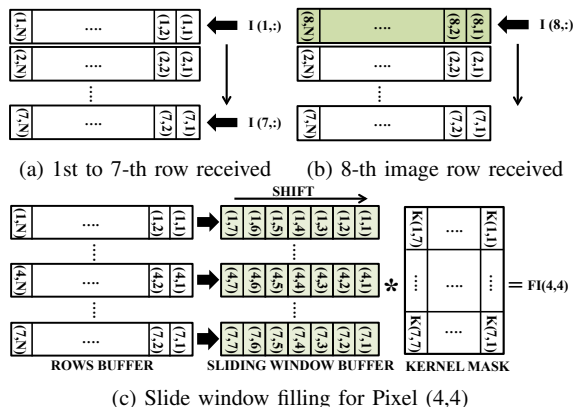 (1,N) .... (1,2) (1,1) I (1,:)
(2,N) .... (2,2) (2,1)
⋮
(7,N) .... (7,2) (7,1) I (7,:)
(8,N) .... (8,2) (8,1) I (8,:)
(2,N) .... (2,2) (2,1)
⋮
(7,N) .... (7,2) (7,1)
(a) 1st to 7-th row received
(b) 8-th image row received
SHIFT
(1,N) .... (1,2) (1,1) (1,7) (1,6) (1,5) (1,4) (1,3) (1,2) (1,1) K(1,7) .... K(1,1)
(4,N) .... (4,2) (4,1) (4,7) (4,6) (4,5) (4,4) (4,3) (4,2) (4,1) * .... = FI(4,4)
(7,N) .... (7,2) (7,1) (7,7) (7,6) (7,5) (7,4) (7,3) (7,2) (7,1) K(7,7) .... K(7,1)
ROWS BUFFER SLIDING WINDOW BUFFER KERNEL MASK
(c) Slide window filling for Pixel (4,4)